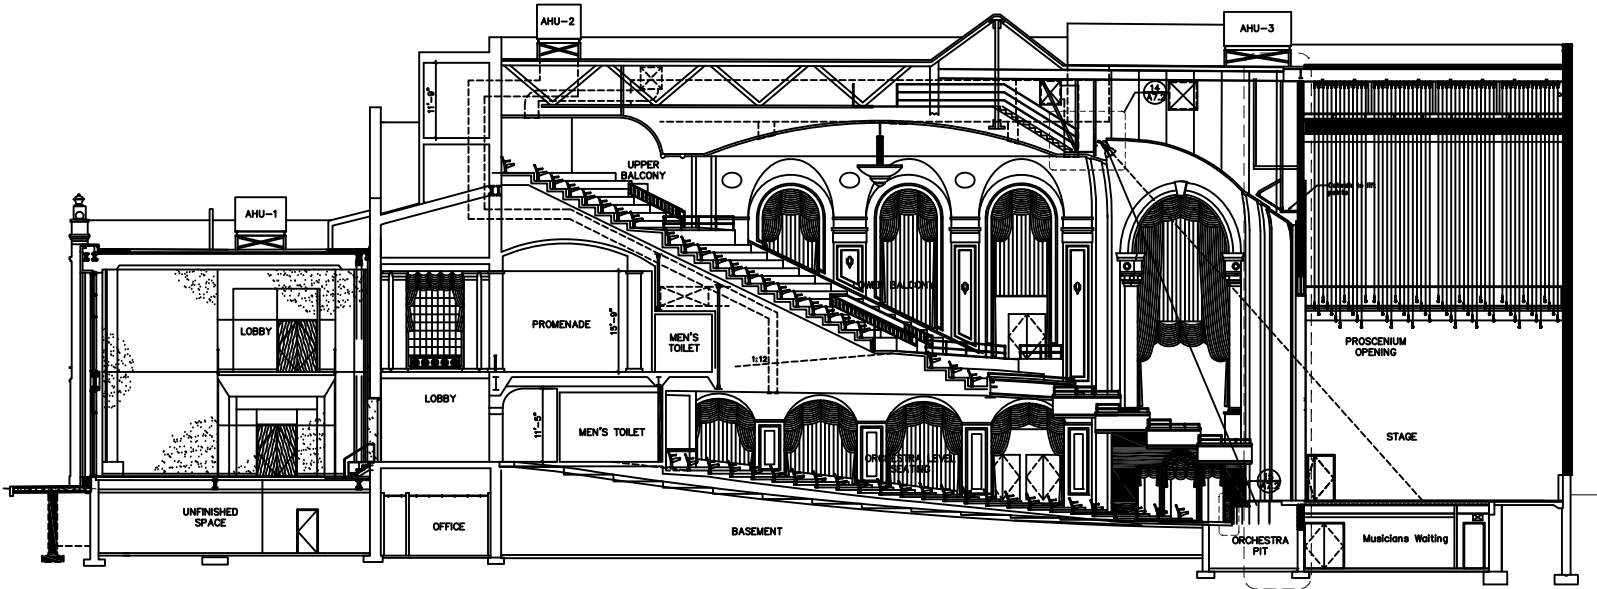 AHU-2
AHU-3
11'-9"
14
A7.2
UPPER
BALCONY
AHU-1
LOWER BALCONY
LOBBY
PROMENADE
15'-9"
MEN'S
TOILET
1:12
PROSCENIUM
OPENING
LOBBY
11'-5"
MEN'S TOILET
STAGE
ORCHESTRA LEVEL
SEATING
UNFINISHED
SPACE
OFFICE
BASEMENT
ORCHESTRA
PIT
Musicians Waiting